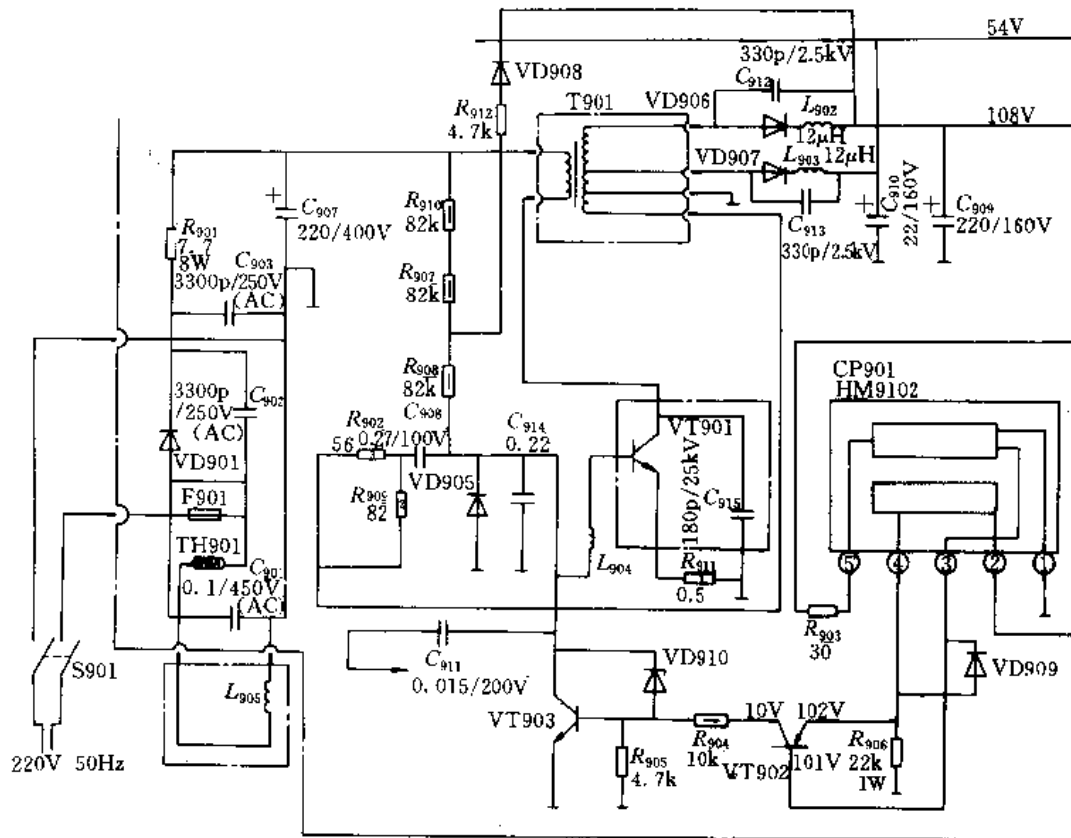 54V
330p/2.5kV
VD908
C912
T901
VD906
L902
R912
4.7k
108V
12μH
12μH
VD907
L903
C910
22/160V
C907
220/400V
R910
82k
C909
220/160V
R901
7.7
8W
C903
3300p/250V
(AC)
C913
330p/2.5kV
R907
82k
R908
82k
CP901
HM9102
3300p
/250V
(AC)
C902
C908
R902
0.27/100V
56
C914
0.22
VT901
VD901
VD905
R909
82
180p/25kV
C915
F901
TH901
C901
0.1/450V
(AC)
L904
R911
0.5
⑤ ④ ③ ② ①
R903
30
S901
C911
0.015/200V
VD910
VD909
L905
VT903
10V
102V
220V 50Hz
R904
10k
R905
4.7k
VT902
101V
R906
22k
1W